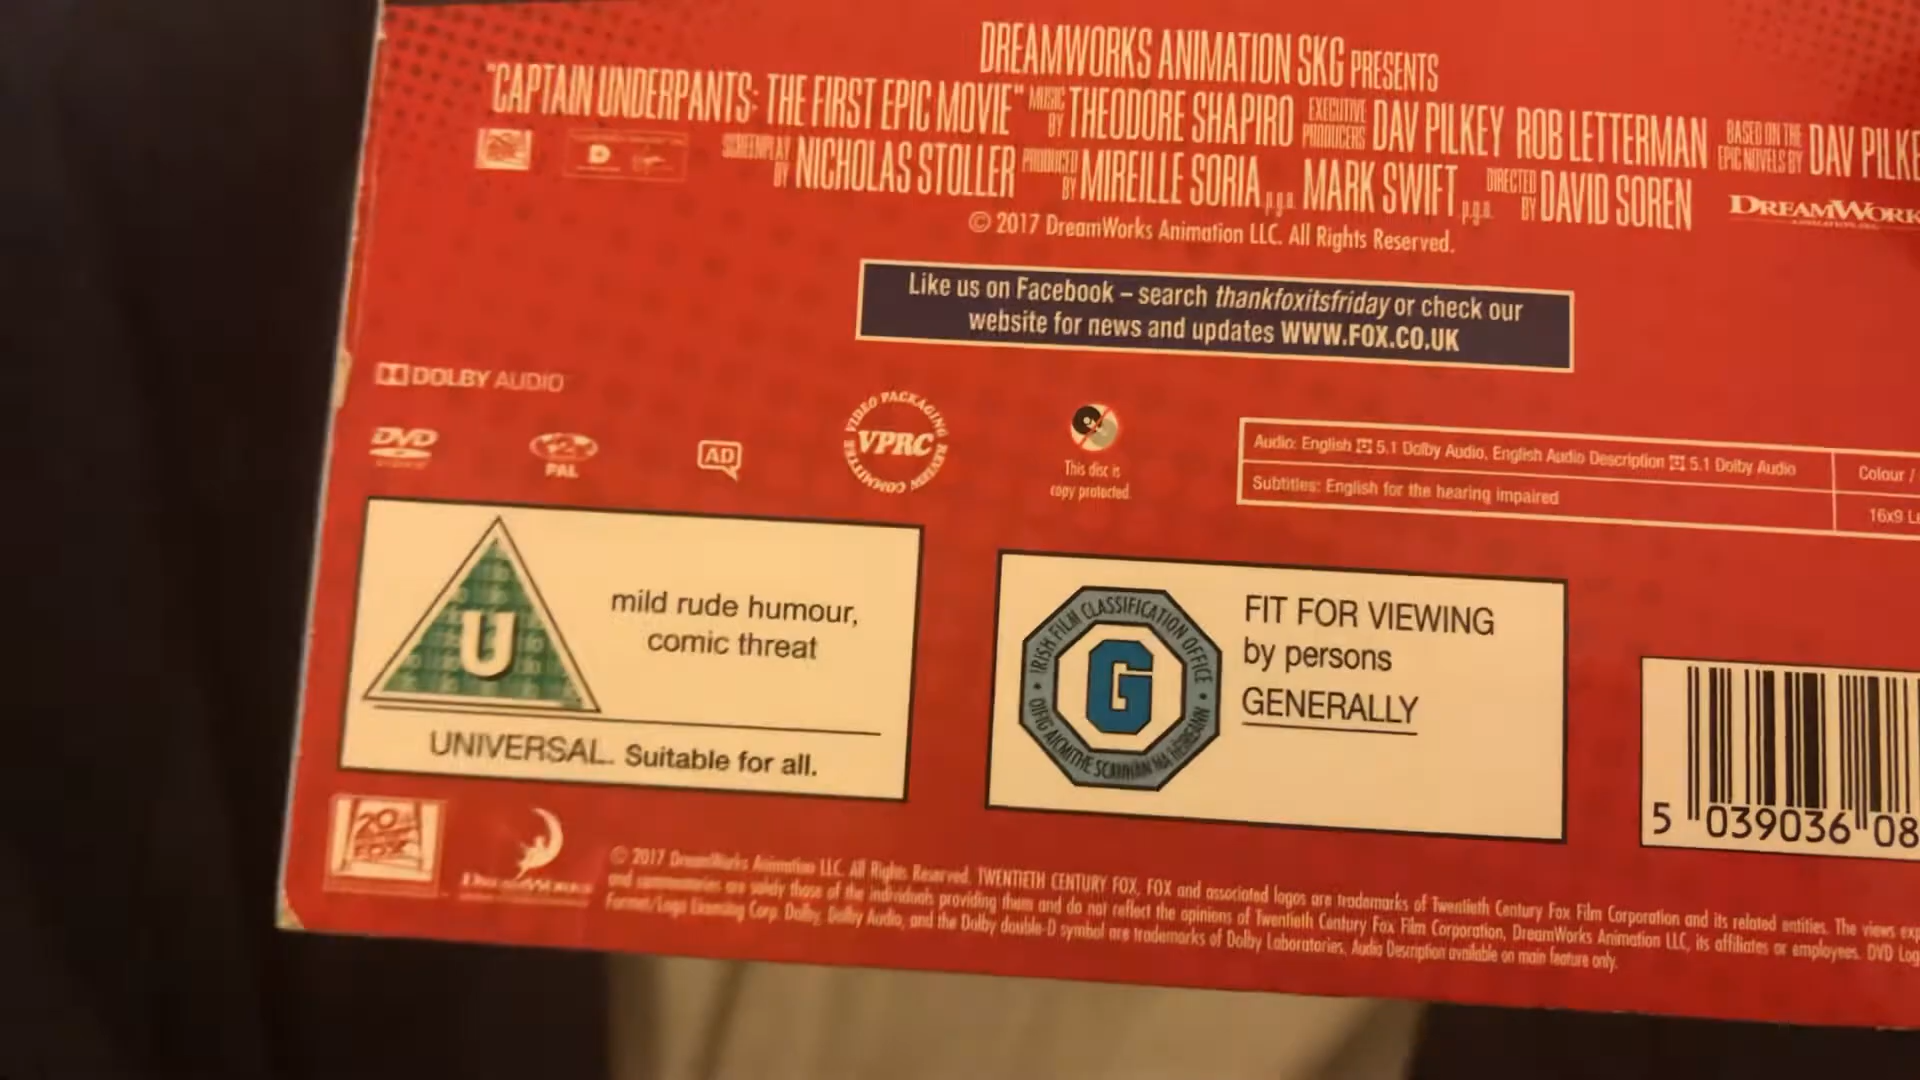 DREAMWORKS ANIMATION SKG PRESENTS
"CAPTAIN UNDERPANTS: THE FIRST EPIC MOVIE" MUSIC BY THEODORE SHAPIRO EXECUTIVE PRODUCERS DAV PILKEY ROB LETTERMAN BASED ON THE EPIC NOVELS BY DAV PILKE
SCREENPLAY BY NICHOLAS STOLLER PRODUCED BY MIREILLE SORIA, p.g.a. MARK SWIFT, p.g.a. DIRECTED BY DAVID SOREN DREAMWORK
© 2017 DreamWorks Animation LLC. All Rights Reserved.
Like us on Facebook – search thankfoxitsfriday or check our
website for news and updates WWW.FOX.CO.UK
DOLBY AUDIO
DVD
PAL
AD
VIDEO PACKAGING REVIEW COMMITTEE
VPRC
This disc is
copy protected
Audio: English 5.1 Dolby Audio, English Audio Description 5.1 Dolby Audio
Colour /
Subtitles: English for the hearing impaired
16x9 Le
U
mild rude humour,
comic threat
UNIVERSAL. Suitable for all.
IRISH FILM CLASSIFICATION OFFICE
OIFIG AICMITHE SCANNÁN NA HÉIREANN
G
FIT FOR VIEWING
by persons
GENERALLY
5 039036 08
20
FOX
DREAMWORKS
© 2017 DreamWorks Animation LLC. All Rights Reserved. TWENTIETH CENTURY FOX, FOX and associated logos are trademarks of Twentieth Century Fox Film Corporation and its related entities. The views exp
and commentaries are solely those of the individuals providing them and do not reflect the opinions of Twentieth Century Fox Film Corporation, DreamWorks Animation LLC, its affiliates or employees. DVD Log
Format/Logo Licensing Corp. Dolby, Dolby Audio, and the Dolby double-D symbol are trademarks of Dolby Laboratories. Audio Description available on main feature only.